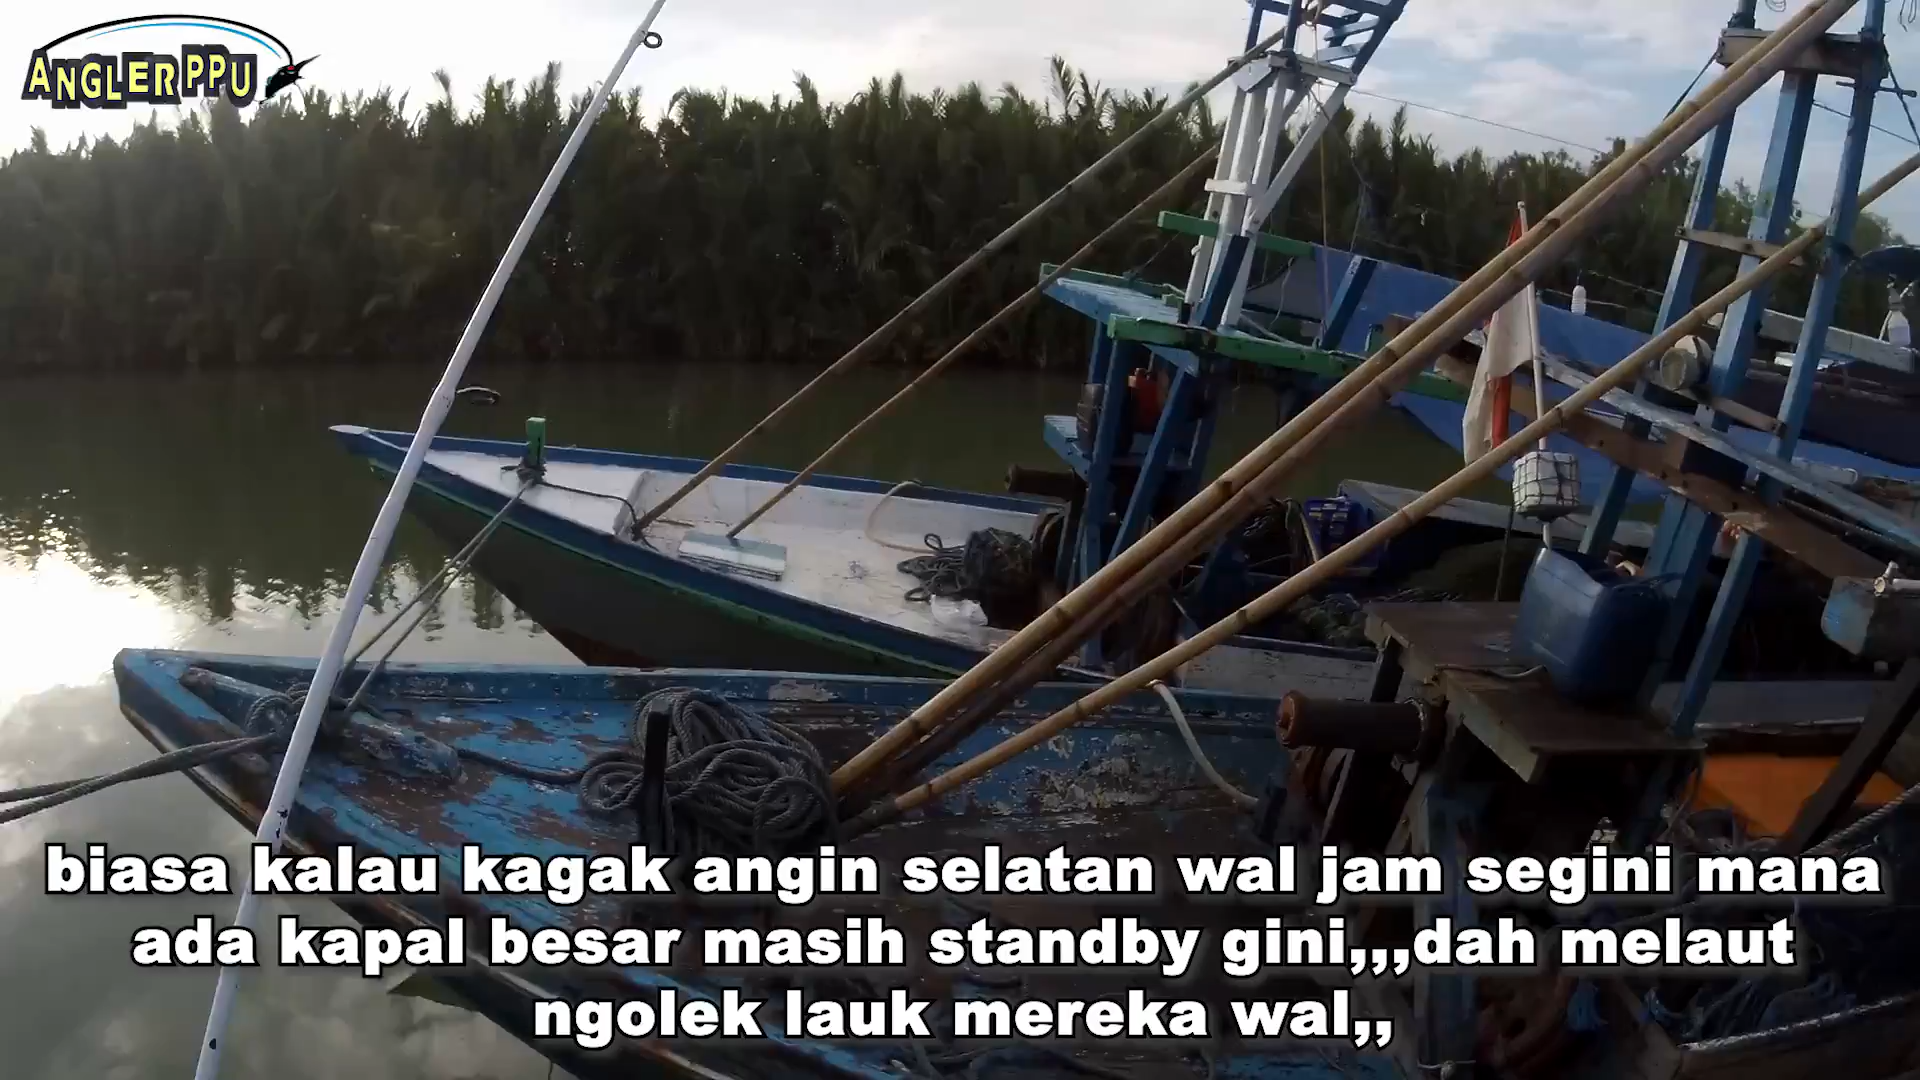 ANGLER PPU
biasa kalau kagak angin selatan wal jam segini mana
ada kapal besar masih standby gini,,,dah melaut
ngolek lauk mereka wal,,